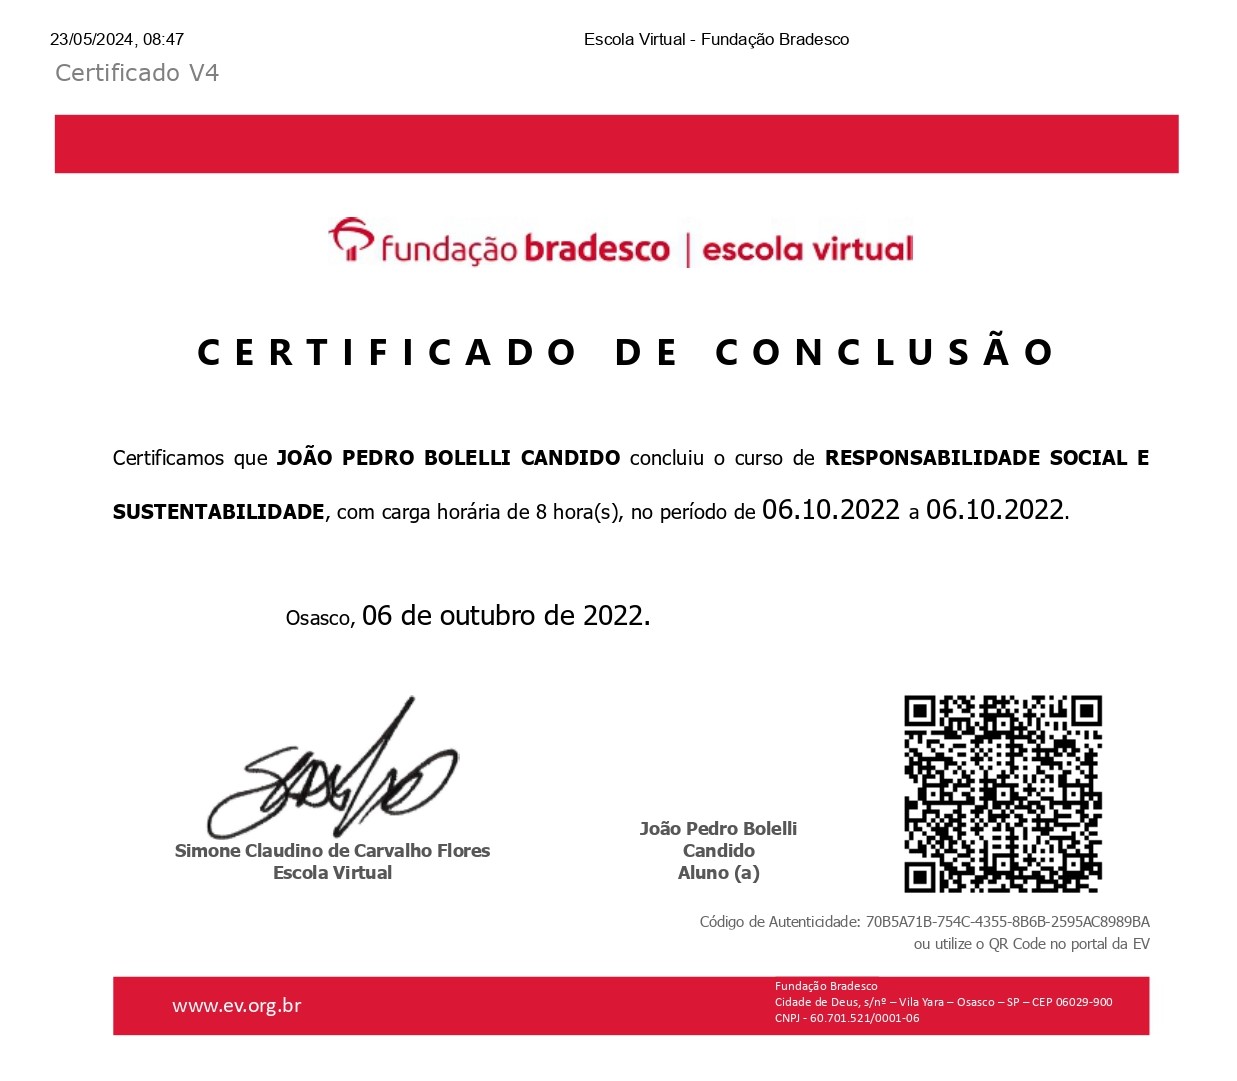 23/05/2024, 08:47
Escola Virtual - Fundação Bradesco
Certificado V4
fundação bradesco | escola virtual
CERTIFICADO DE CONCLUSÃO
Certificamos que JOÃO PEDRO BOLELLI CANDIDO concluiu o curso de RESPONSABILIDADE SOCIAL E
SUSTENTABILIDADE, com carga horária de 8 hora(s), no período de 06.10.2022 a 06.10.2022.
Osasco, 06 de outubro de 2022.
Simone Claudino de Carvalho Flores
Escola Virtual
João Pedro Bolelli
Candido
Aluno (a)
Código de Autenticidade: 70B5A71B-754C-4355-8B6B-2595AC8989BA
ou utilize o QR Code no portal da EV
www.ev.org.br
Fundação Bradesco
Cidade de Deus, s/nº – Vila Yara – Osasco – SP – CEP 06029-900
CNPJ - 60.701.521/0001-06